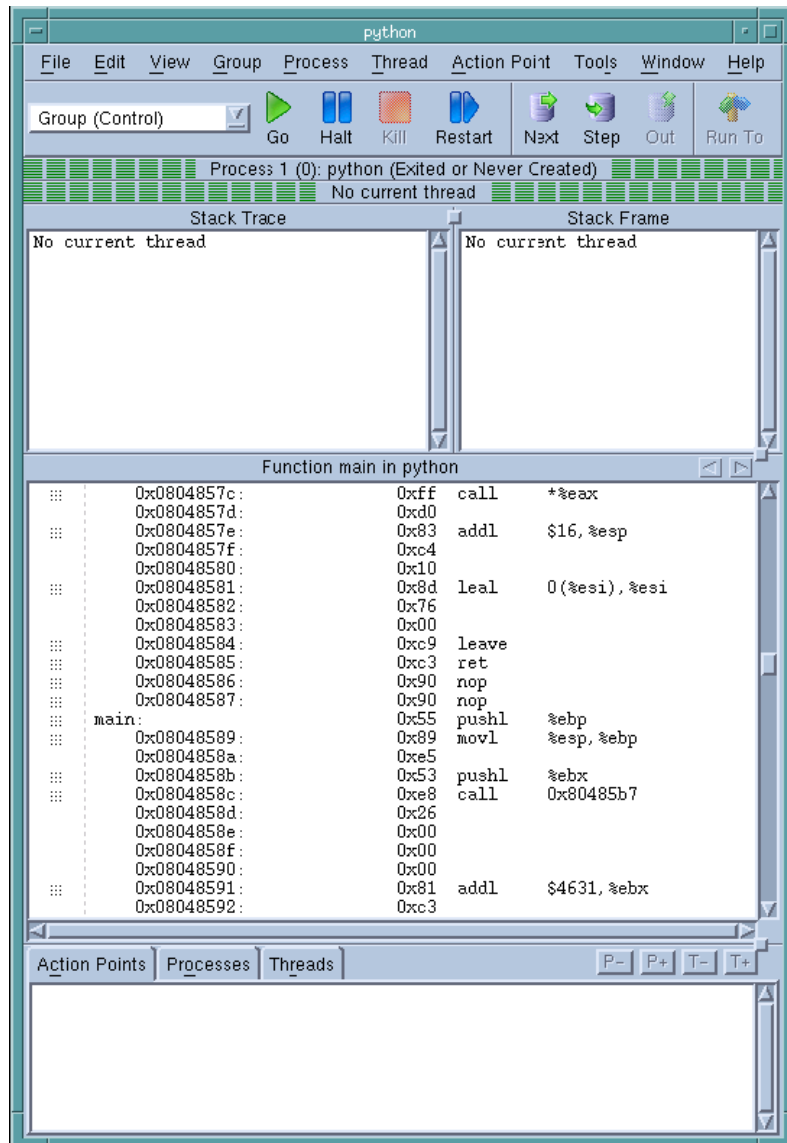 python
File Edit View Group Process Thread Action Point Tools Window Help
Group (Control) Go Halt Kill Restart Next Step Out Run To
Process 1 (0): python (Exited or Never Created)
No current thread
Stack Trace Stack Frame
No current thread No current thread
Function main in python
0x0804857c: 0xff call *%eax
0x0804857d: 0xd0
0x0804857e: 0x83 addl $16,%esp
0x0804857f: 0xc4
0x08048580: 0x10
0x08048581: 0x8d leal 0(%esi),%esi
0x08048582: 0x76
0x08048583: 0x00
0x08048584: 0xc9 leave
0x08048585: 0xc3 ret
0x08048586: 0x90 nop
0x08048587: 0x90 nop
main: 0x55 pushl %ebp
0x08048589: 0x89 movl %esp,%ebp
0x0804858a: 0xe5
0x0804858b: 0x53 pushl %ebx
0x0804858c: 0xe8 call 0x80485b7
0x0804858d: 0x26
0x0804858e: 0x00
0x0804858f: 0x00
0x08048590: 0x00
0x08048591: 0x81 addl $4631,%ebx
0x08048592: 0xc3
Action Points Processes Threads P- P+ T- T+